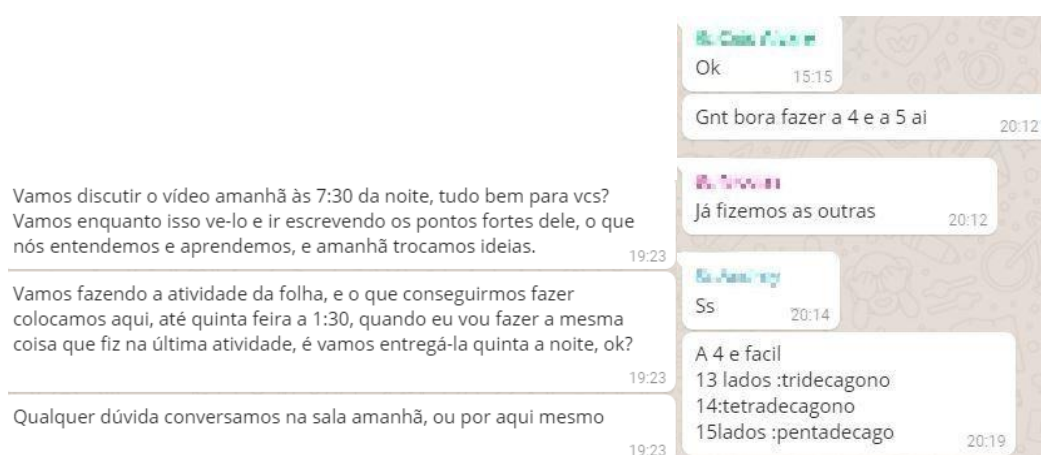 Vamos discutir o vídeo amanhã às 7:30 da noite, tudo bem para vcs?
Vamos enquanto isso ve-lo e ir escrevendo os pontos fortes dele, o que
nós entendemos e aprendemos, e amanhã trocamos ideias.
19:23
Vamos fazendo a atividade da folha, e o que conseguirmos fazer
colocamos aqui, até quinta feira a 1:30, quando eu vou fazer a mesma
coisa que fiz na última atividade, é vamos entregá-la quinta a noite, ok?
19:23
Qualquer dúvida conversamos na sala amanhã, ou por aqui mesmo
19:23
Ok
15:15
Gnt bora fazer a 4 e a 5 ai
20:12
Já fizemos as outras
20:12
Ss
20:14
A 4 e facil
13 lados :tridecagono
14:tetradecagono
15lados :pentadecago
20:19